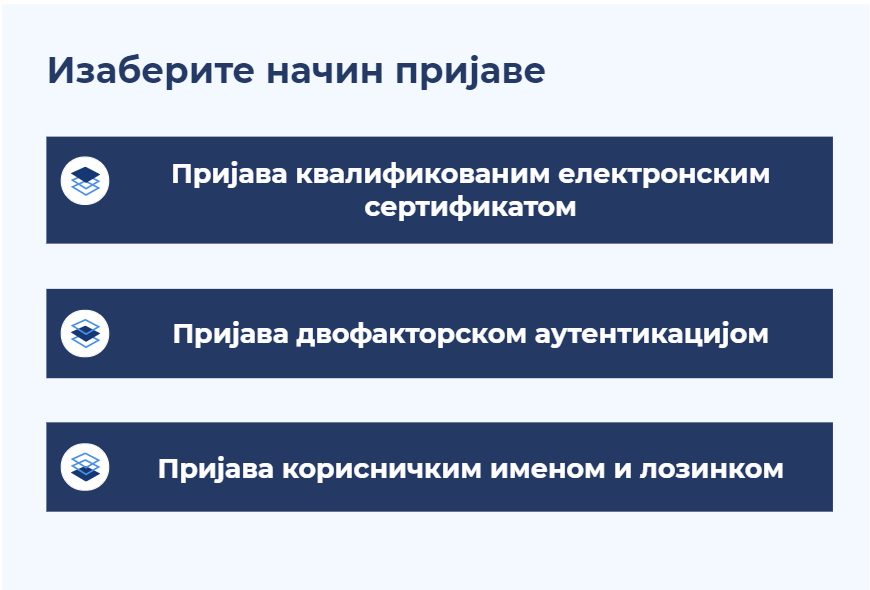 Изаберите начин пријаве
Пријава квалификованим електронским
сертификатом
Пријава двофакторском аутентикацијом
Пријава корисничким именом и лозинком